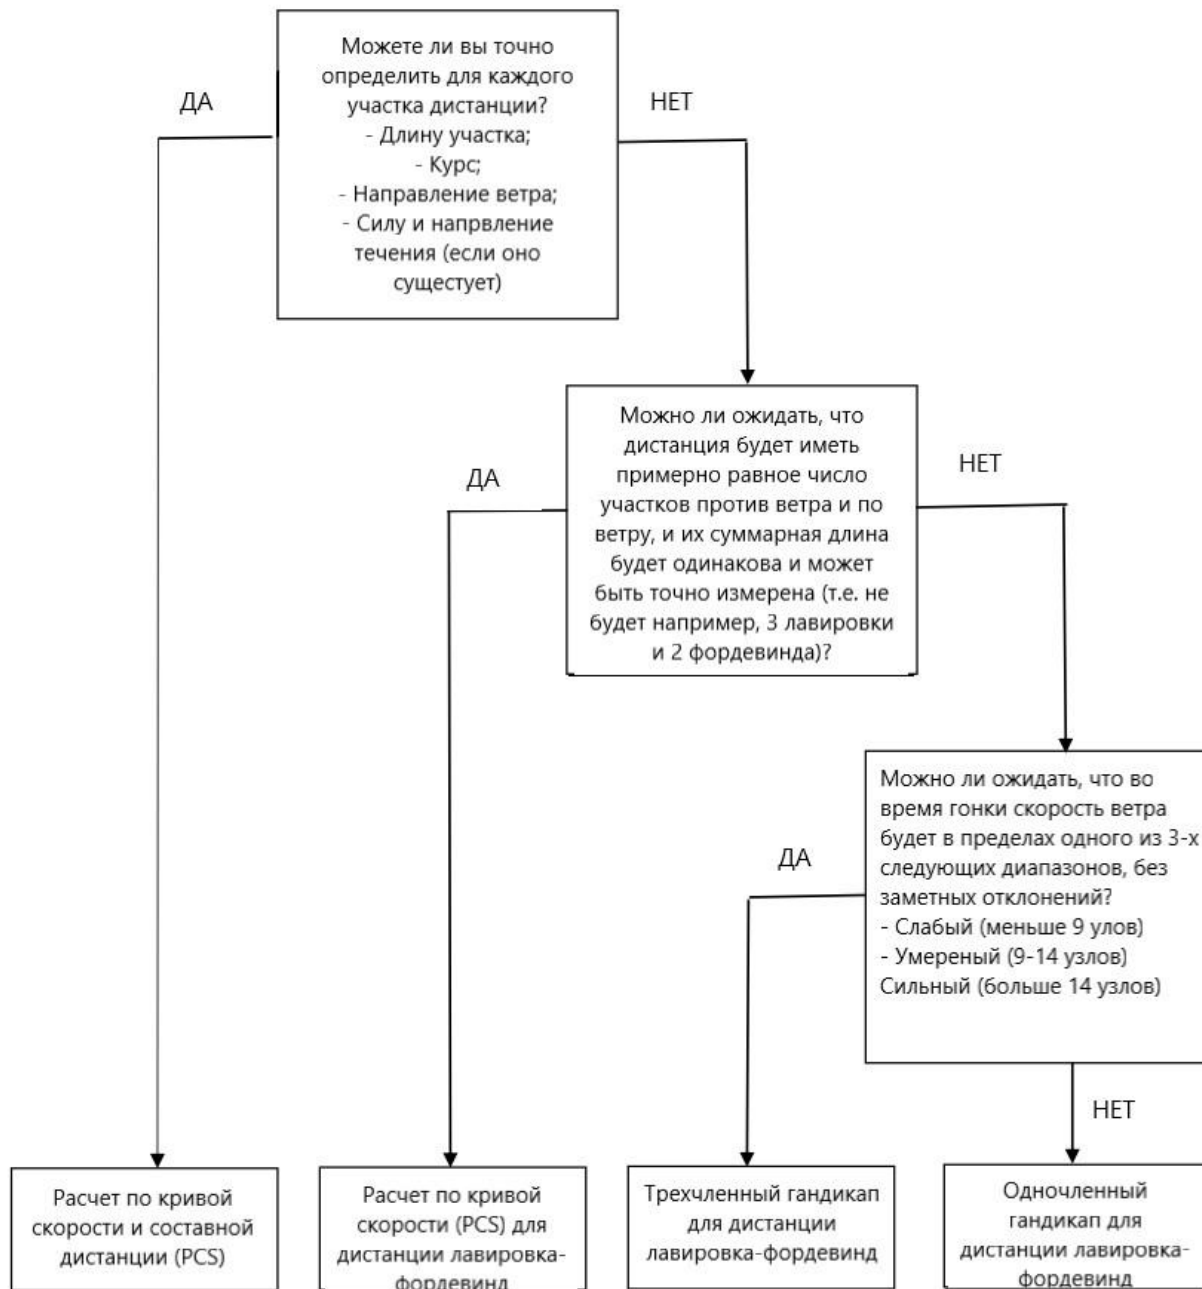 Можете ли вы точно
определить для каждого
участка дистанции?
- Длину участка;
- Курс;
- Направление ветра;
- Силу и напрвление
течения (если оно
сущестует)
ДА
НЕТ
Можно ли ожидать, что
дистанция будет иметь
примерно равное число
участков против ветра и по
ветру, и их суммарная длина
будет одинакова и может
быть точно измерена (т.е. не
будет например, 3 лавировки
и 2 фордевинда)?
ДА
НЕТ
Можно ли ожидать, что во
время гонки скорость ветра
будет в пределах одного из 3-х
следующих диапазонов, без
заметных отклонений?
- Слабый (меньше 9 улов)
- Умереный (9-14 узлов)
Сильный (больше 14 узлов)
ДА
НЕТ
Расчет по кривой
скорости и составной
дистанции (PCS)
Расчет по кривой
скорости (PCS) для
дистанции лавировка-
фордевинд
Трехчленный гандикап
для дистанции
лавировка-фордевинд
Одночленный
гандикап для
дистанции лавировка-
фордевинд